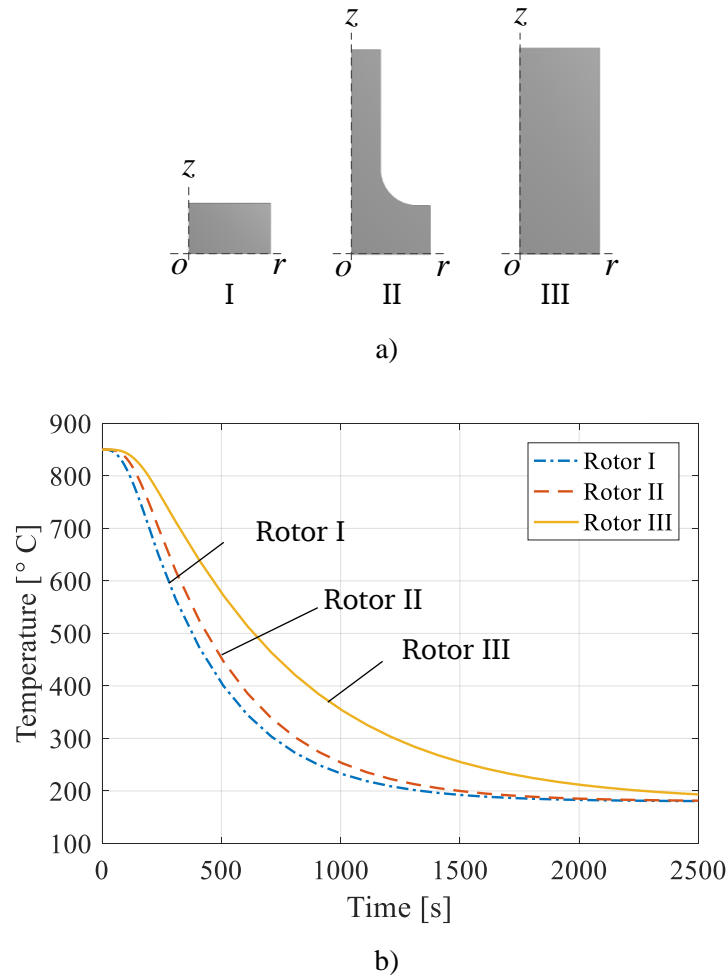 z
z
z
o
r
o
r
o
r
I
II
III
a)
900
800
700
600
500
400
300
200
100
Temperature [° C]
Rotor I
Rotor II
Rotor III
Rotor I
Rotor II
Rotor III
0
500
1000
1500
2000
2500
Time [s]
b)